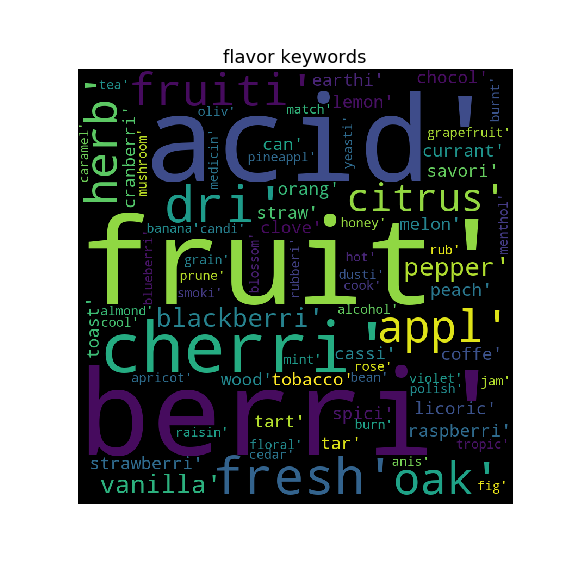 flavor keywords
tea'
fruiti'
earthi'
chocol'
burnt'
herb'
acid'
oliv'
match'
lemon'
caramel'
cranberri'
mushroom'
medicin'
can'
pineappl'
yeasti'
grapefruit'
currant'
savori'
dri'
orang'
straw'
citrus'
banana'
candi'
clove'
honey'
melon'
menthol'
fruit'
blueberri'
grain'
prune'
smoki'
blossom'
rubberi'
hot'
dusti'
cook'
rub'
pepper'
peach'
almond'
cool'
toast'
blackberri'
alcohol'
appl'
cherri'
mint'
cassi'
coffe'
rose'
berri'
apricot'
wood'
tobacco'
bean'
violet'
polish'
jam'
raisin'
tart'
spici'
burn'
licoric'
floral'
cedar'
tar'
raspberri'
tropic'
strawberri'
fresh'
anis'
vanilla'
oak'
fig'